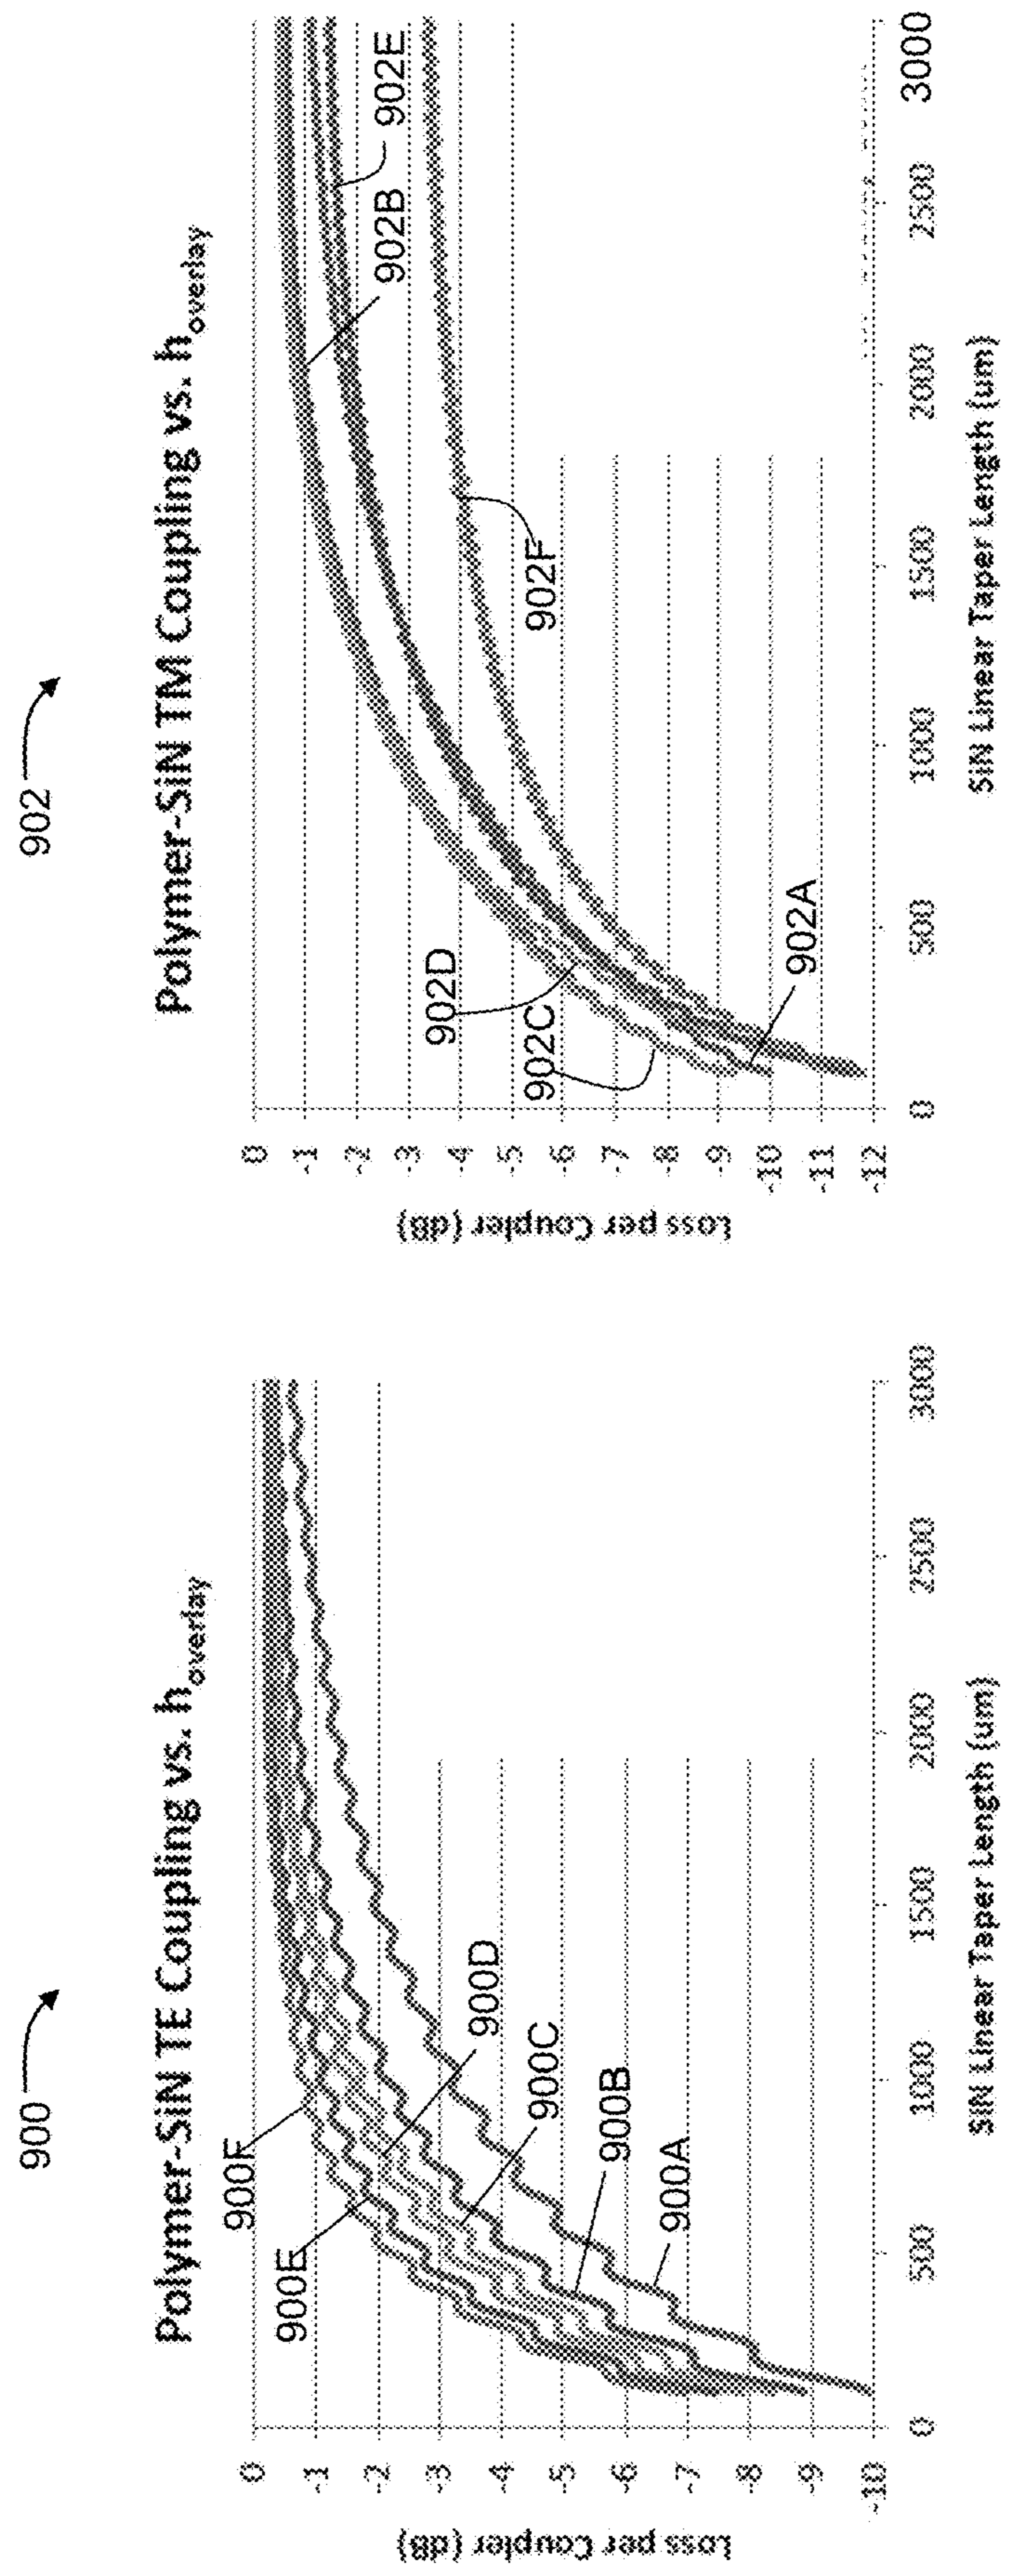 900
Polymer-SiN TE Coupling vs. h overlay
Loss per Coupler (dB)
0
-1
-2
-3
-4
-5
-6
-7
-8
-9
-10
900F
900E
900D
900C
900B
900A
0
500
1000
1500
2000
2500
3000
SiN Linear Taper Length (um)
902
Polymer-SiN TM Coupling vs. h overlay
Loss per Coupler (dB)
0
-1
-2
-3
-4
-5
-6
-7
-8
-9
-10
-11
-12
902D
902C
902A
902F
902B
902E
0
500
1000
1500
2000
2500
3000
SiN Linear Taper Length (um)